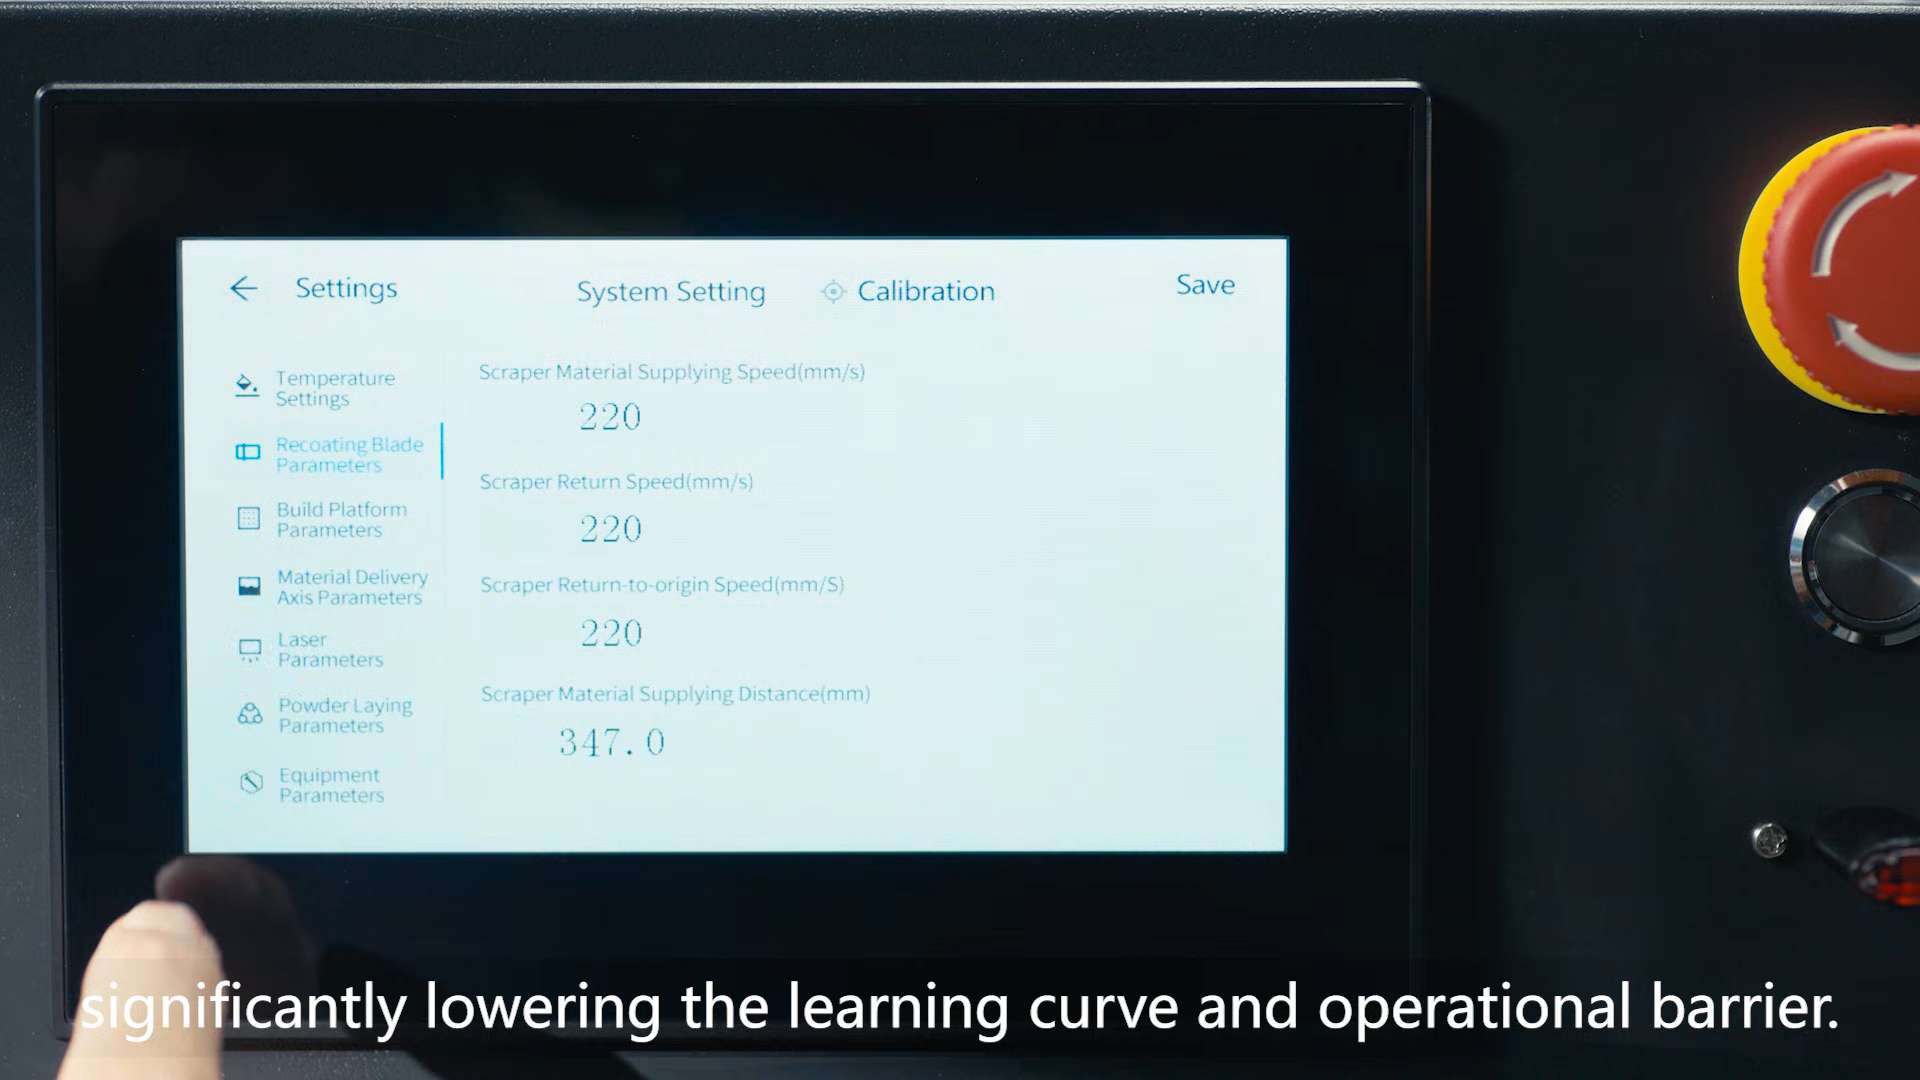 Settings
System Setting
Calibration
Save
Temperature
Settings
Recoating Blade
Parameters
Build Platform
Parameters
Material Delivery
Axis Parameters
Laser
Parameters
Powder Laying
Parameters
Equipment
Parameters
Scraper Material Supplying Speed(mm/s)
220
Scraper Return Speed(mm/s)
220
Scraper Return-to-origin Speed(mm/S)
220
Scraper Material Supplying Distance(mm)
347.0
significantly lowering the learning curve and operational barrier.